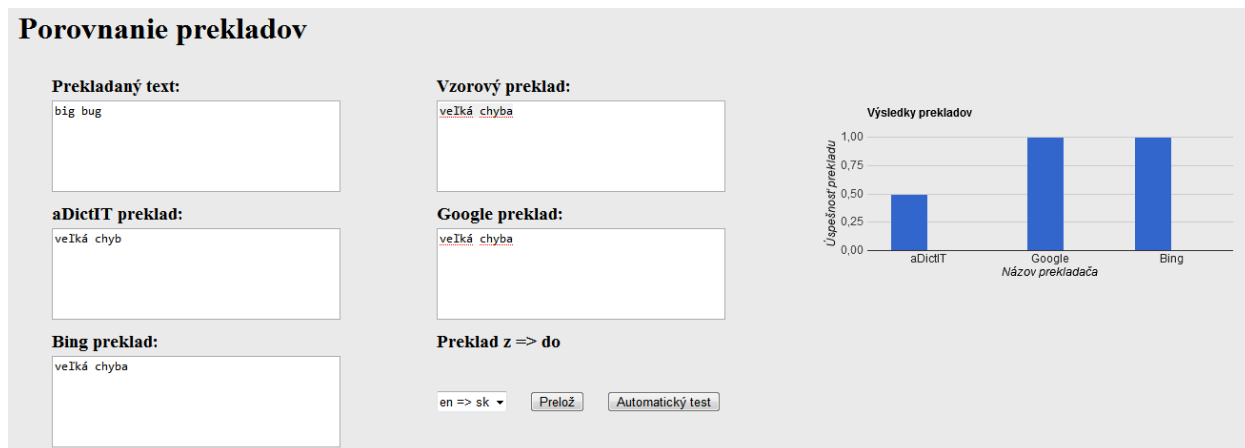 Porovnanie prekladov
Prekladaný text:
big bug
Vzorový preklad:
veľká chyba
aDictIT preklad:
veľká chyb
Google preklad:
veľká chyba
Bing preklad:
veľká chyba
Preklad z => do
en => sk
Prelož
Automatický test
Výsledky prekladov
Úspešnosť prekladu
1,00
0,75
0,50
0,25
0,00
aDictIT Google Bing
Názov prekladača